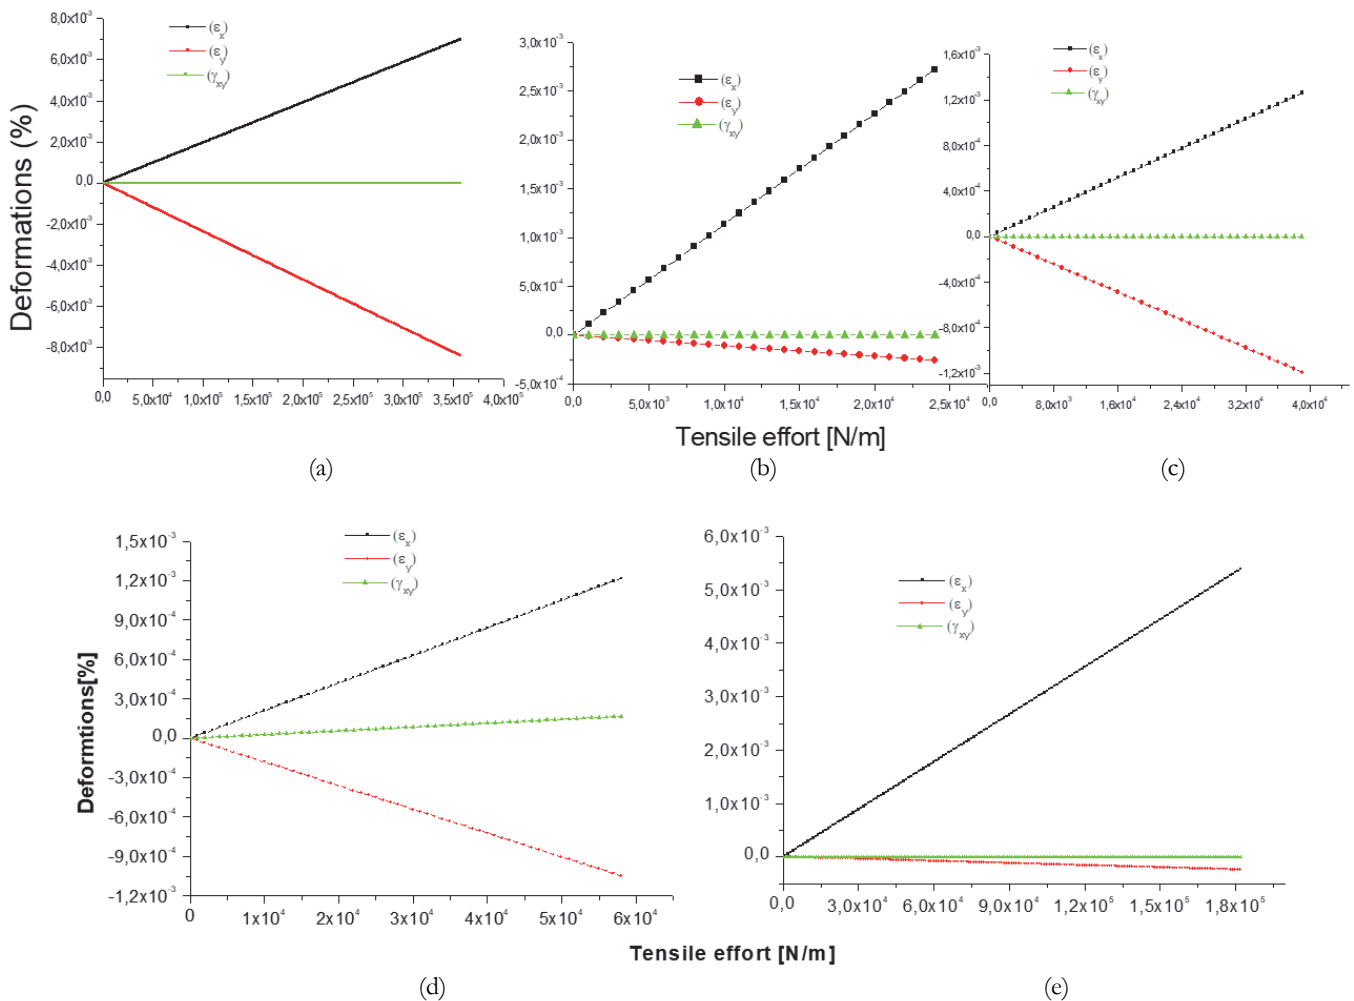 Deformations (%)
8,0x10⁻³
6,0x10⁻³
4,0x10⁻³
2,0x10⁻³
0,0
-2,0x10⁻³
-4,0x10⁻³
-6,0x10⁻³
-8,0x10⁻³
(εx)
(εy)
(γxy)
0,0 5,0x10⁴ 1,0x10⁵ 1,5x10⁵ 2,0x10⁵ 2,5x10⁵ 3,0x10⁵ 3,5x10⁵ 4,0x10⁵
3,0x10⁻³
2,5x10⁻³
2,0x10⁻³
1,5x10⁻³
1,0x10⁻³
5,0x10⁻⁴
0,0
-5,0x10⁻⁴
(εx)
(εy)
(γxy)
0,0 5,0x10³ 1,0x10⁴ 1,5x10⁴ 2,0x10⁴ 2,5x10⁴
1,6x10⁻³
1,2x10⁻³
8,0x10⁻⁴
4,0x10⁻⁴
0,0
-4,0x10⁻⁴
-8,0x10⁻⁴
-1,2x10⁻³
(εx)
(εy)
(γxy)
0,0 8,0x10³ 1,6x10⁴ 2,4x10⁴ 3,2x10⁴ 4,0x10⁴
Tensile effort [N/m]
(a) (b) (c)
Deformtions[%]
1,5x10⁻³
1,2x10⁻³
9,0x10⁻⁴
6,0x10⁻⁴
3,0x10⁻⁴
0,0
-3,0x10⁻⁴
-6,0x10⁻⁴
-9,0x10⁻⁴
-1,2x10⁻³
(εx)
(εy)
(γxy)
0 1x10⁴ 2x10⁴ 3x10⁴ 4x10⁴ 5x10⁴ 6x10⁴
6,0x10⁻³
5,0x10⁻³
4,0x10⁻³
3,0x10⁻³
2,0x10⁻³
1,0x10⁻³
0,0
(εx)
(εy)
(γxy)
0,0 3,0x10⁴ 6,0x10⁴ 9,0x10⁴ 1,2x10⁵ 1,5x10⁵ 1,8x10⁵
Tensile effort [N/m]
(d) (e)